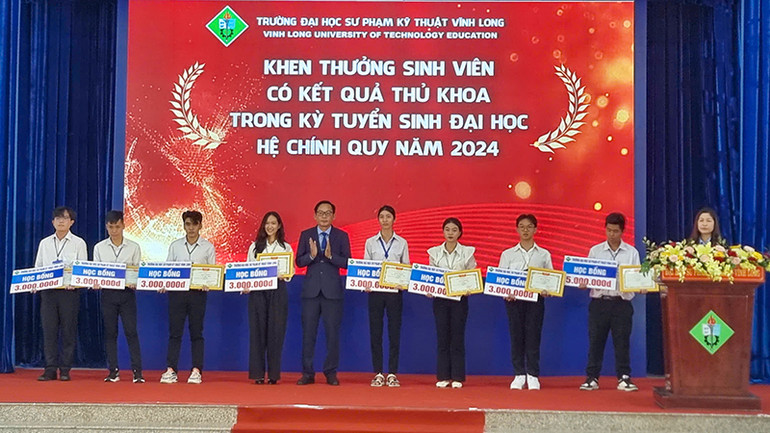 TRƯỜNG ĐẠI HỌC SƯ PHẠM KỸ THUẬT VĨNH LONG
VINH LONG UNIVERSITY OF TECHNOLOGY EDUCATION
KHEN THƯỞNG SINH VIÊN
CÓ KẾT QUẢ THỦ KHOA
TRONG KỲ TUYỂN SINH ĐẠI HỌC
HỆ CHÍNH QUY NĂM 2024
HỌC BỔNG
3.000.000đ
HỌC BỔNG
3.000.000đ
HỌC BỔNG
3.000.000đ
HỌC BỔNG
3.000.000đ
HỌC BỔNG
3.000.000đ
HỌC BỔNG
3.000.000đ
HỌC BỔNG
3.000.000đ
HỌC BỔNG
5.000.000đ